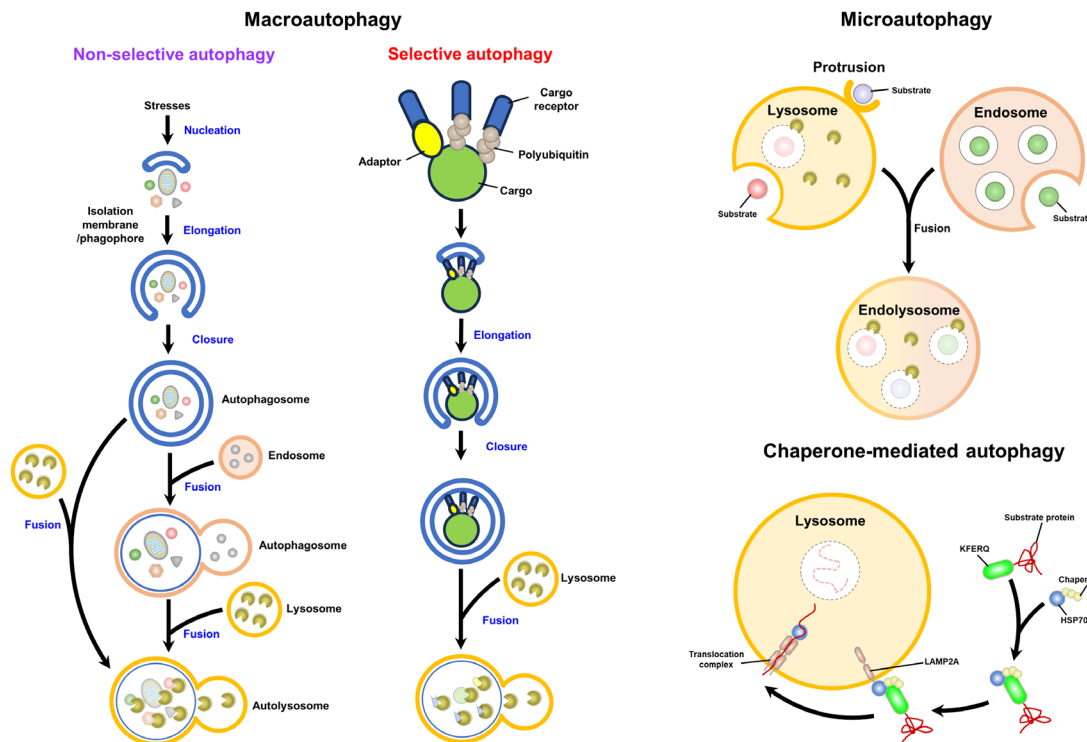 Macroautophagy
Non-selective autophagy
Stresses
Nucleation
Isolation
membrane
/phagophore
Elongation
Closure
Autophagosome
Endosome
Fusion
Fusion
Autophagosome
Lysosome
Fusion
Autolysosome
Selective autophagy
Cargo
receptor
Adaptor
Polyubiquitin
Cargo
Elongation
Closure
Lysosome
Fusion
Microautophagy
Protrusion
Substrate
Lysosome
Endosome
Substrate
Substrat
Fusion
Endolysosome
Chaperone-mediated autophagy
Lysosome
Substrate protein
KFERQ
Chaper
HSP70
Translocation
complex
LAMP2A